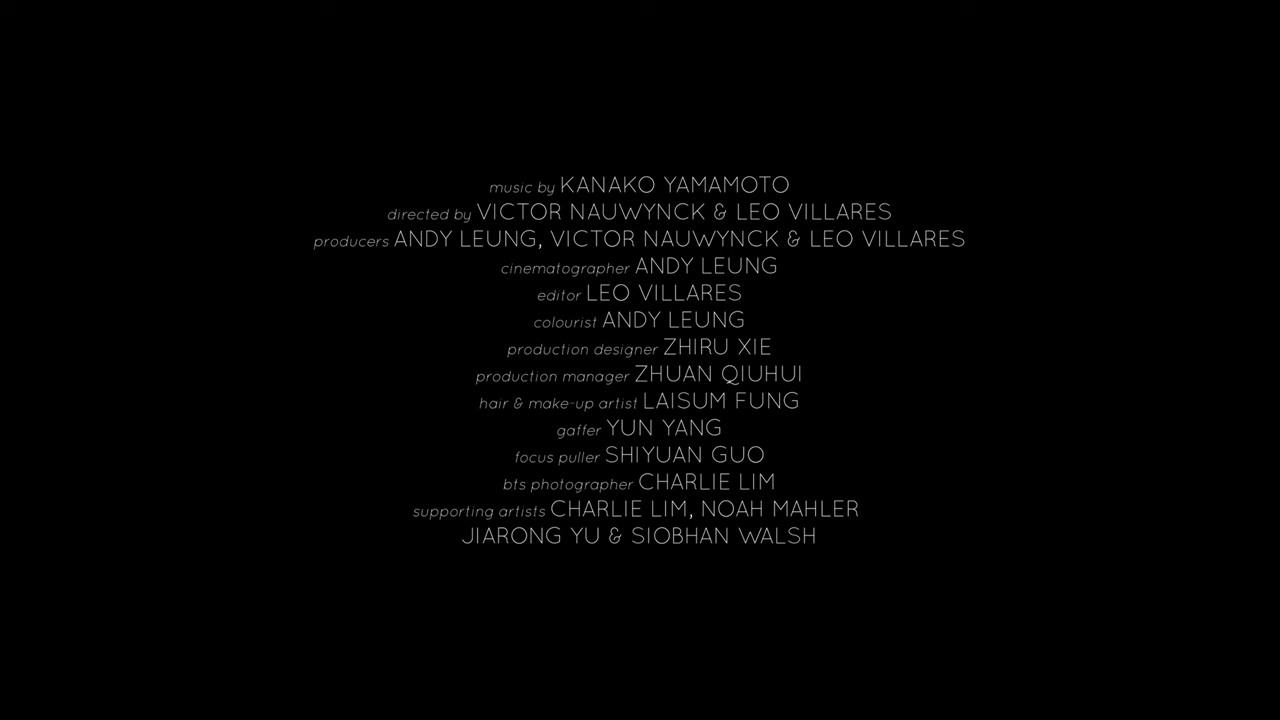 music by KANAKO YAMAMOTO
directed by VICTOR NAUWYNCK & LEO VILLARES
producers ANDY LEUNG, VICTOR NAUWYNCK & LEO VILLARES
cinematographer ANDY LEUNG
editor LEO VILLARES
colourist ANDY LEUNG
production designer ZHIRU XIE
production manager ZHUAN QIUHUI
hair & make-up artist LAISUM FUNG
gaffer YUN YANG
focus puller SHIYUAN GUO
bts photographer CHARLIE LIM
supporting artists CHARLIE LIM, NOAH MAHLER
JIARONG YU & SIOBHAN WALSH